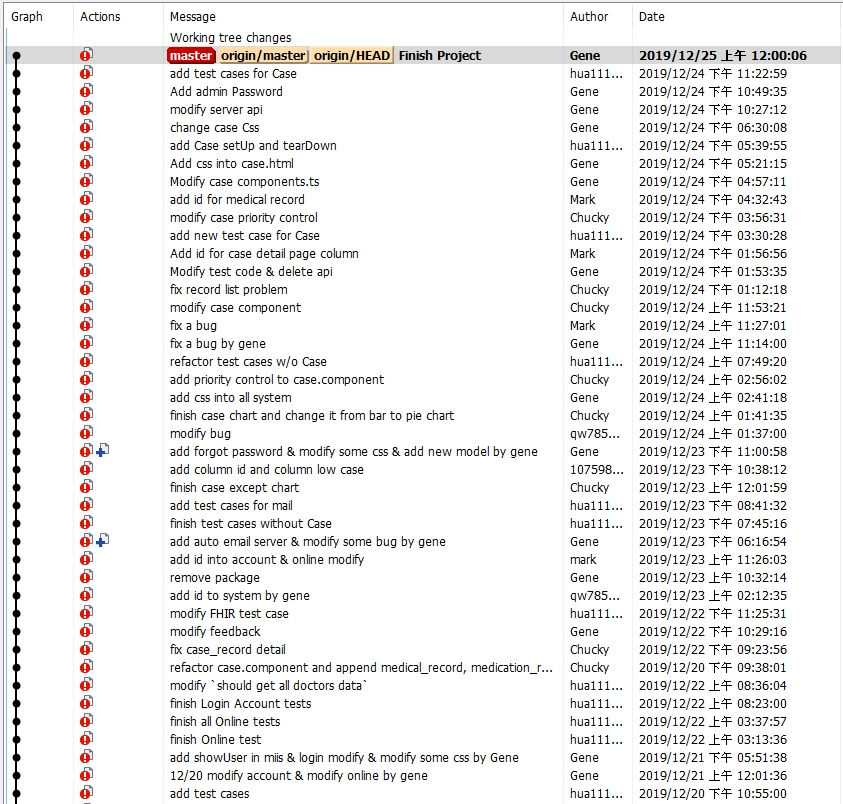 Graph Actions Message Author Date
Working tree changes
master origin/master origin/HEAD Finish Project Gene 2019/12/25 上午 12:00:06
add test cases for Case hua111... 2019/12/24 下午 11:22:59
Add admin Password Gene 2019/12/24 下午 10:49:35
modify server api Gene 2019/12/24 下午 10:27:12
change case Css Gene 2019/12/24 下午 06:30:08
add Case setUp and tearDown hua111... 2019/12/24 下午 05:39:55
Add css into case.html Gene 2019/12/24 下午 05:21:15
Modify case components.ts Gene 2019/12/24 下午 04:57:11
add id for medical record Mark 2019/12/24 下午 04:32:43
modify case priority control Chucky 2019/12/24 下午 03:56:31
add new test case for Case hua111... 2019/12/24 下午 03:30:28
Add id for case detail page column Mark 2019/12/24 下午 01:56:56
Modify test code & delete api Gene 2019/12/24 下午 01:53:35
fix record list problem Chucky 2019/12/24 下午 01:12:18
modify case component Chucky 2019/12/24 上午 11:53:21
fix a bug Mark 2019/12/24 上午 11:27:01
fix a bug by gene Gene 2019/12/24 上午 11:14:00
refactor test cases w/o Case hua111... 2019/12/24 上午 07:49:20
add priority control to case.component Chucky 2019/12/24 上午 02:56:02
add css into all system Gene 2019/12/24 上午 02:41:18
finish case chart and change it from bar to pie chart Chucky 2019/12/24 上午 01:41:35
modify bug qw785... 2019/12/24 上午 01:37:00
add forgot password & modify some css & add new model by gene Gene 2019/12/23 下午 11:00:58
add column id and column low case 107598... 2019/12/23 下午 10:38:12
finish case except chart Chucky 2019/12/23 下午 12:01:59
add test cases for mail hua111... 2019/12/23 下午 08:41:32
finish test cases without Case hua111... 2019/12/23 下午 07:45:16
add auto email server & modify some bug by gene Gene 2019/12/23 下午 06:16:54
add id into account & online modify mark 2019/12/23 上午 11:26:03
remove package Gene 2019/12/23 上午 10:32:14
add id to system by gene qw785... 2019/12/23 上午 02:12:35
modify FHIR test case hua111... 2019/12/22 下午 11:25:31
modify feedback Gene 2019/12/22 下午 10:29:16
fix case_record detail Chucky 2019/12/22 下午 09:23:56
refactor case.component and append medical_record, medication_r... Chucky 2019/12/20 下午 09:38:01
modify `should get all doctors data` hua111... 2019/12/22 上午 08:36:04
finish Login Account tests hua111... 2019/12/22 上午 08:23:00
finish all Online tests hua111... 2019/12/22 上午 03:37:57
finish Online test hua111... 2019/12/22 上午 03:13:36
add showUser in miis & login modify & modify some css by Gene Gene 2019/12/21 下午 05:51:38
12/20 modify account & modify online by gene Gene 2019/12/21 上午 12:01:36
add test cases hua111... 2019/12/20 下午 10:55:00